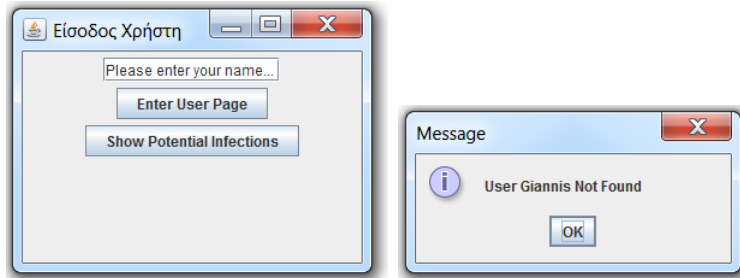 Είσοδος Χρήστη
Please enter your name...
Enter User Page
Show Potential Infections
Message
User Giannis Not Found
OK